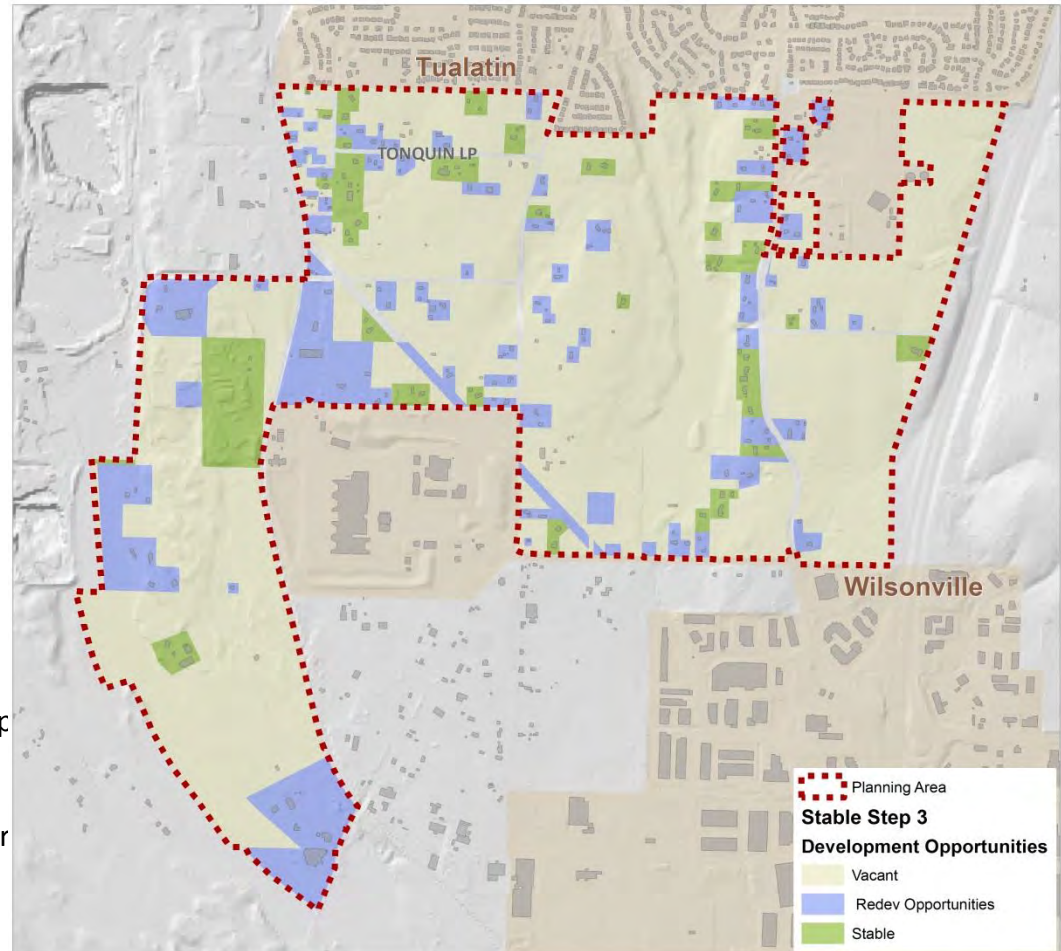 Tualatin
TONQUIN LP
Wilsonville
Planning Area
Stable Step 3
Development Opportunities
Vacant
Redev Opportunities
Stable